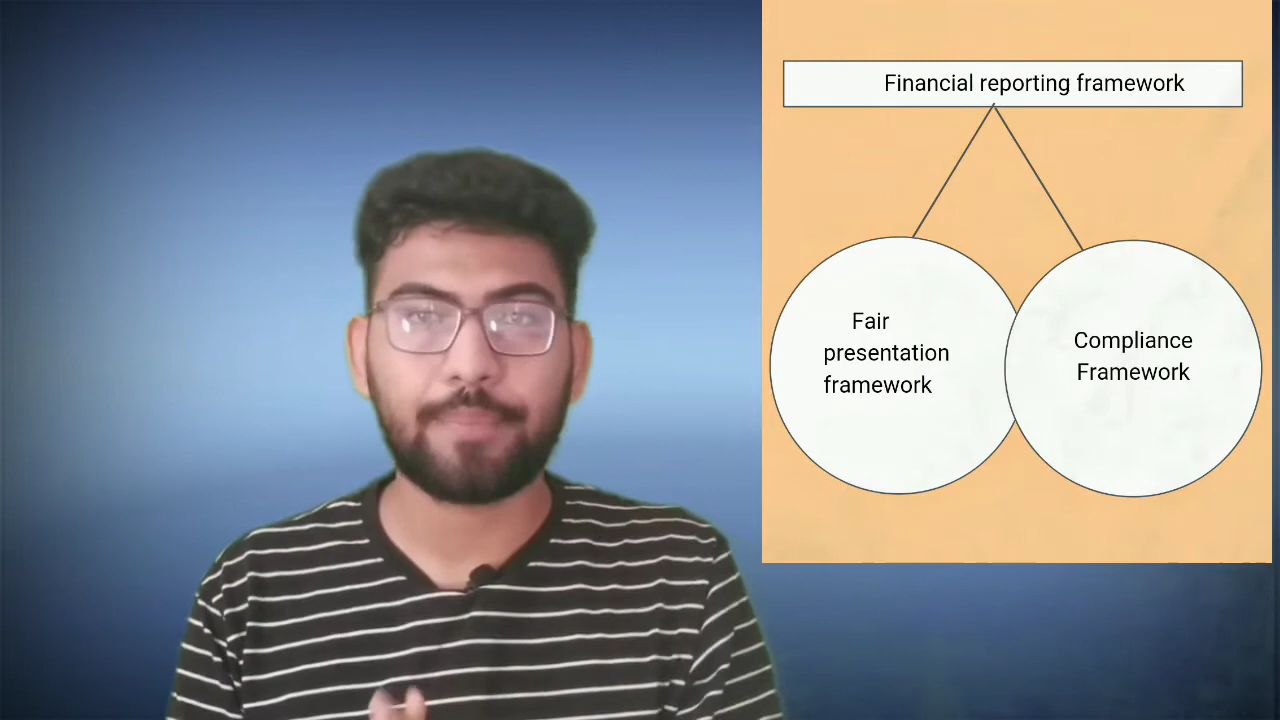 Financial reporting framework
Fair
presentation
framework
Compliance
Framework